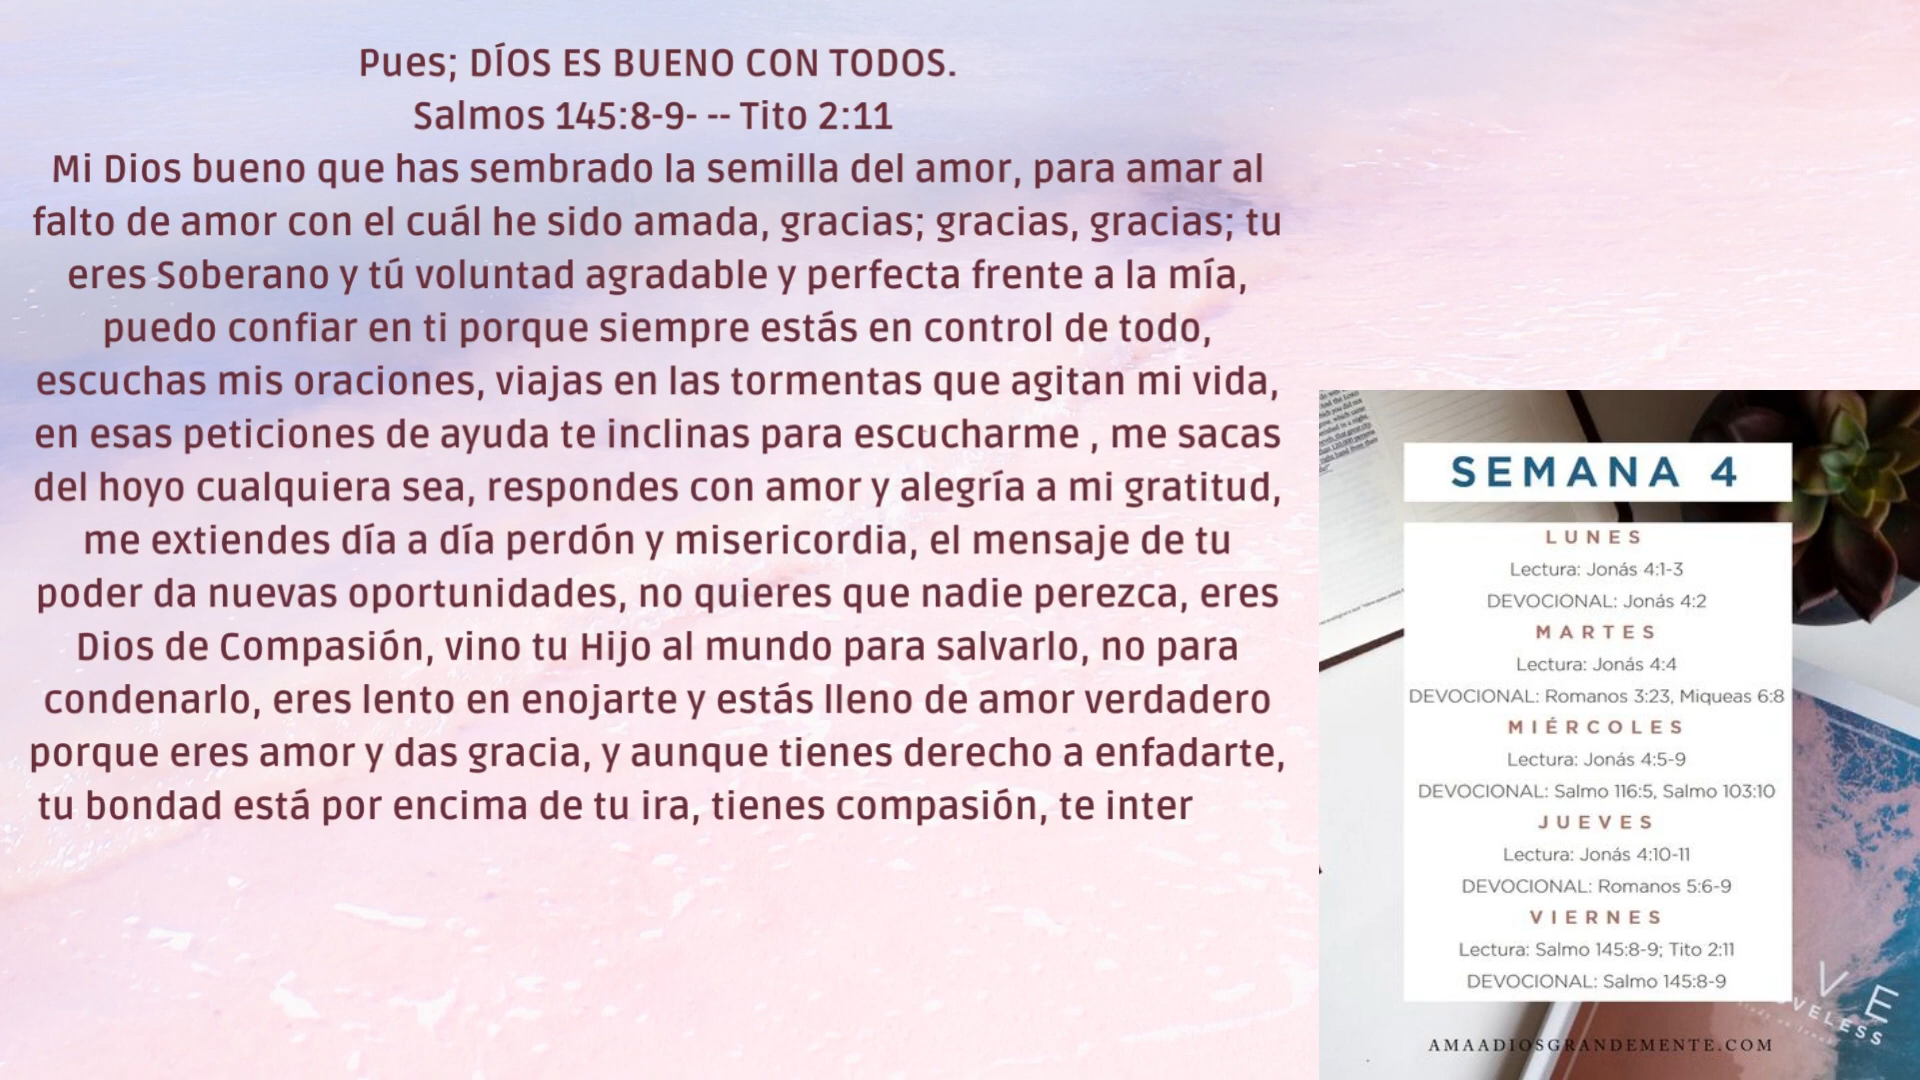 Pues; DÍOS ES BUENO CON TODOS.
Salmos 145:8-9- -- Tito 2:11
Mi Dios bueno que has sembrado la semilla del amor, para amar al
falto de amor con el cuál he sido amada, gracias; gracias, gracias; tu
eres Soberano y tú voluntad agradable y perfecta frente a la mía,
puedo confiar en ti porque siempre estás en control de todo,
escuchas mis oraciones, viajas en las tormentas que agitan mi vida,
en esas peticiones de ayuda te inclinas para escucharme , me sacas
del hoyo cualquiera sea, respondes con amor y alegría a mi gratitud,
me extiendes día a día perdón y misericordia, el mensaje de tu
poder da nuevas oportunidades, no quieres que nadie perezca, eres
Dios de Compasión, vino tu Hijo al mundo para salvarlo, no para
condenarlo, eres lento en enojarte y estás lleno de amor verdadero
porque eres amor y das gracia, y aunque tienes derecho a enfadarte,
tu bondad está por encima de tu ira, tienes compasión, te inter
SEMANA 4
LUNES
Lectura: Jonás 4:1-3
DEVOCIONAL: Jonás 4:2
MARTES
Lectura: Jonás 4:4
DEVOCIONAL: Romanos 3:23, Miqueas 6:8
MIÉRCOLES
Lectura: Jonás 4:5-9
DEVOCIONAL: Salmo 116:5, Salmo 103:10
JUEVES
Lectura: Jonás 4:10-11
DEVOCIONAL: Romanos 5:6-9
VIERNES
Lectura: Salmo 145:8-9; Tito 2:11
DEVOCIONAL: Salmo 145:8-9
VE
VELESS
AMAADIOSGRANDEMENTE.COM